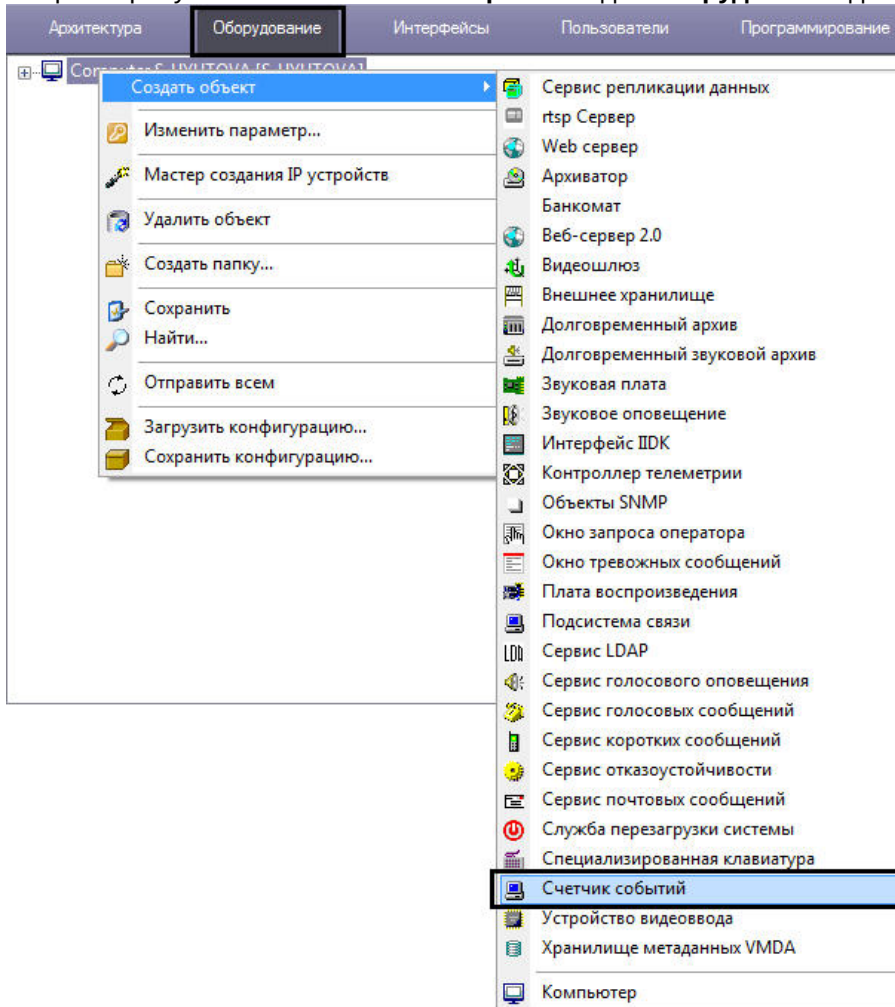 Архитектура Оборудование Интерфейсы Пользователи Программирование
Создать объект
Изменить параметр...
Мастер создания IP устройств
Удалить объект
Создать папку...
Сохранить
Найти...
Отправить всем
Загрузить конфигурацию...
Сохранить конфигурацию...
Сервис репликации данных
rtsp Сервер
Web сервер
Архиватор
Банкомат
Веб-сервер 2.0
Видеошлюз
Внешнее хранилище
Долговременный архив
Долговременный звуковой архив
Звуковая плата
Звуковое оповещение
Интерфейс IIDK
Контроллер телеметрии
Объекты SNMP
Окно запроса оператора
Окно тревожных сообщений
Плата воспроизведения
Подсистема связи
Сервис LDAP
Сервис голосового оповещения
Сервис голосовых сообщений
Сервис коротких сообщений
Сервис отказоустойчивости
Сервис почтовых сообщений
Служба перезагрузки системы
Специализированная клавиатура
Счетчик событий
Устройство видеоввода
Хранилище метаданных VMDA
Компьютер